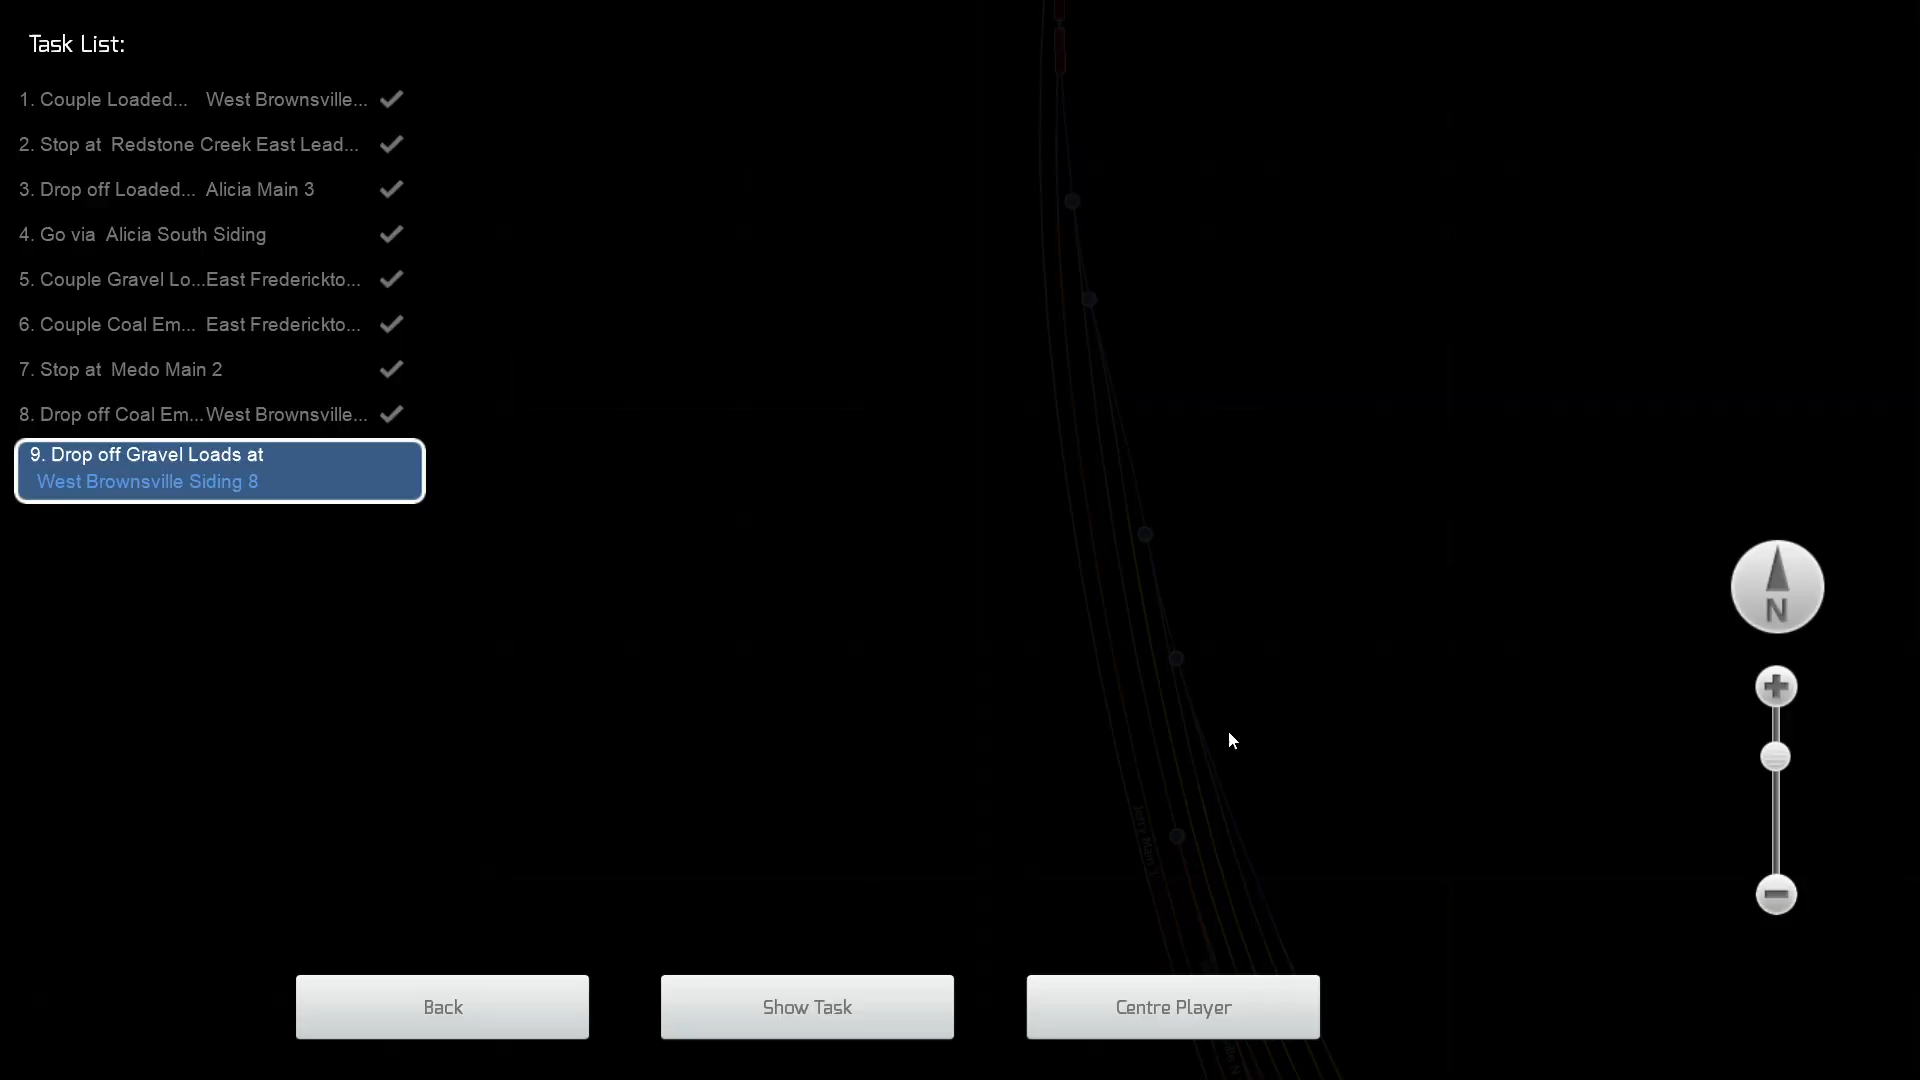 Task List:
1. Couple Loaded... West Brownsville...
2. Stop at Redstone Creek East Lead...
3. Drop off Loaded... Alicia Main 3
4. Go via Alicia South Siding
5. Couple Gravel Lo...East Frederickto...
6. Couple Coal Em... East Frederickto...
7. Stop at Medo Main 2
8. Drop off Coal Em...West Brownsville...
9. Drop off Gravel Loads at
West Brownsville Siding 8
N
Back
Show Task
Centre Player